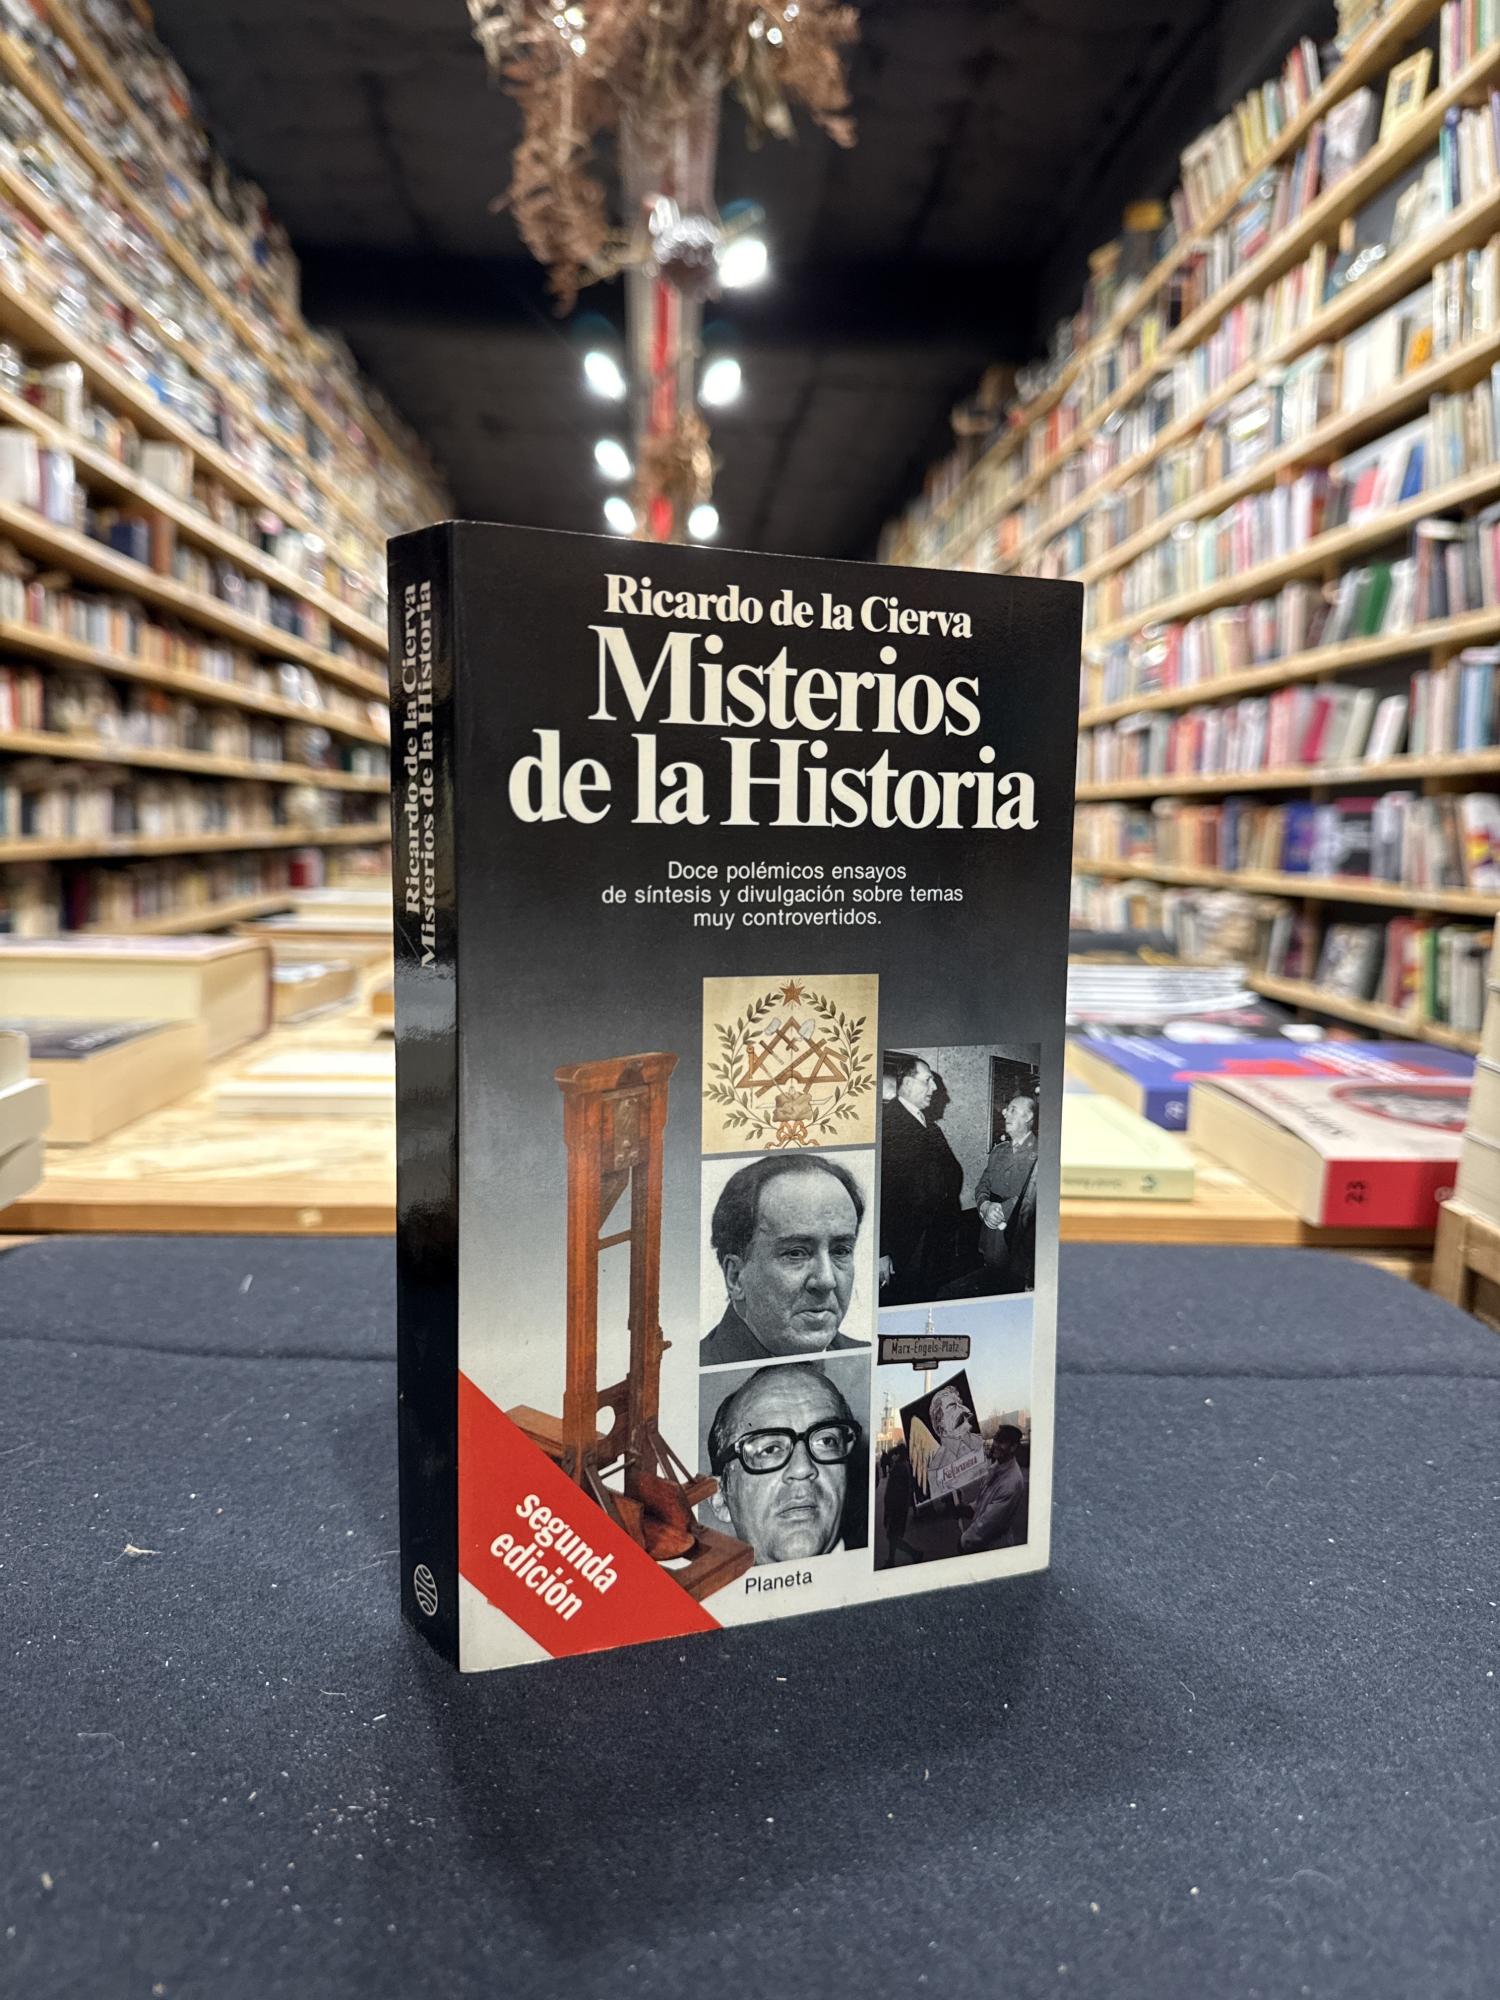 Ricardo de la Cierva
Misterios
de la Historia
Doce polémicos ensayos
de síntesis y divulgación sobre temas
muy controvertidos.
Marx-Engels-Platz
segunda
edición
Planeta
Ricardo de la Cierva
Misterios de la Historia
23